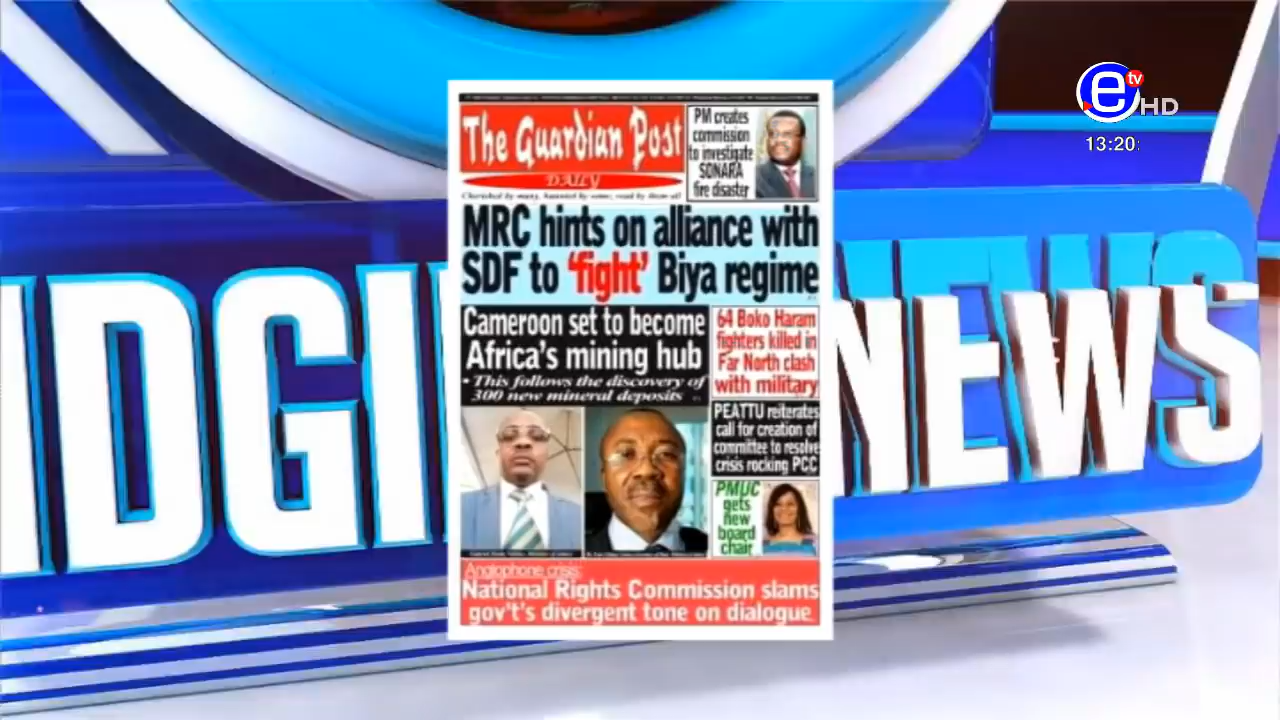 e tv HD
13:20:
IDGI NEWS
The Guardian Post
DAILY
Cherished by many, haunted by some; read by them all
PM creates
commission
to investigate
SONARA
fire disaster
MRC hints on alliance with
SDF to 'fight' Biya regime
Cameroon set to become
Africa's mining hub
• This follows the discovery of
300 new mineral deposits
64 Boko Haram
fighters killed in
Far North clash
with military
PEATTU reiterates
call for creation of
committee to resolve
crisis rocking PCC
PMUC
gets
new
board
chair
Anglophone crisis:
National Rights Commission slams
gov't's divergent tone on dialogue